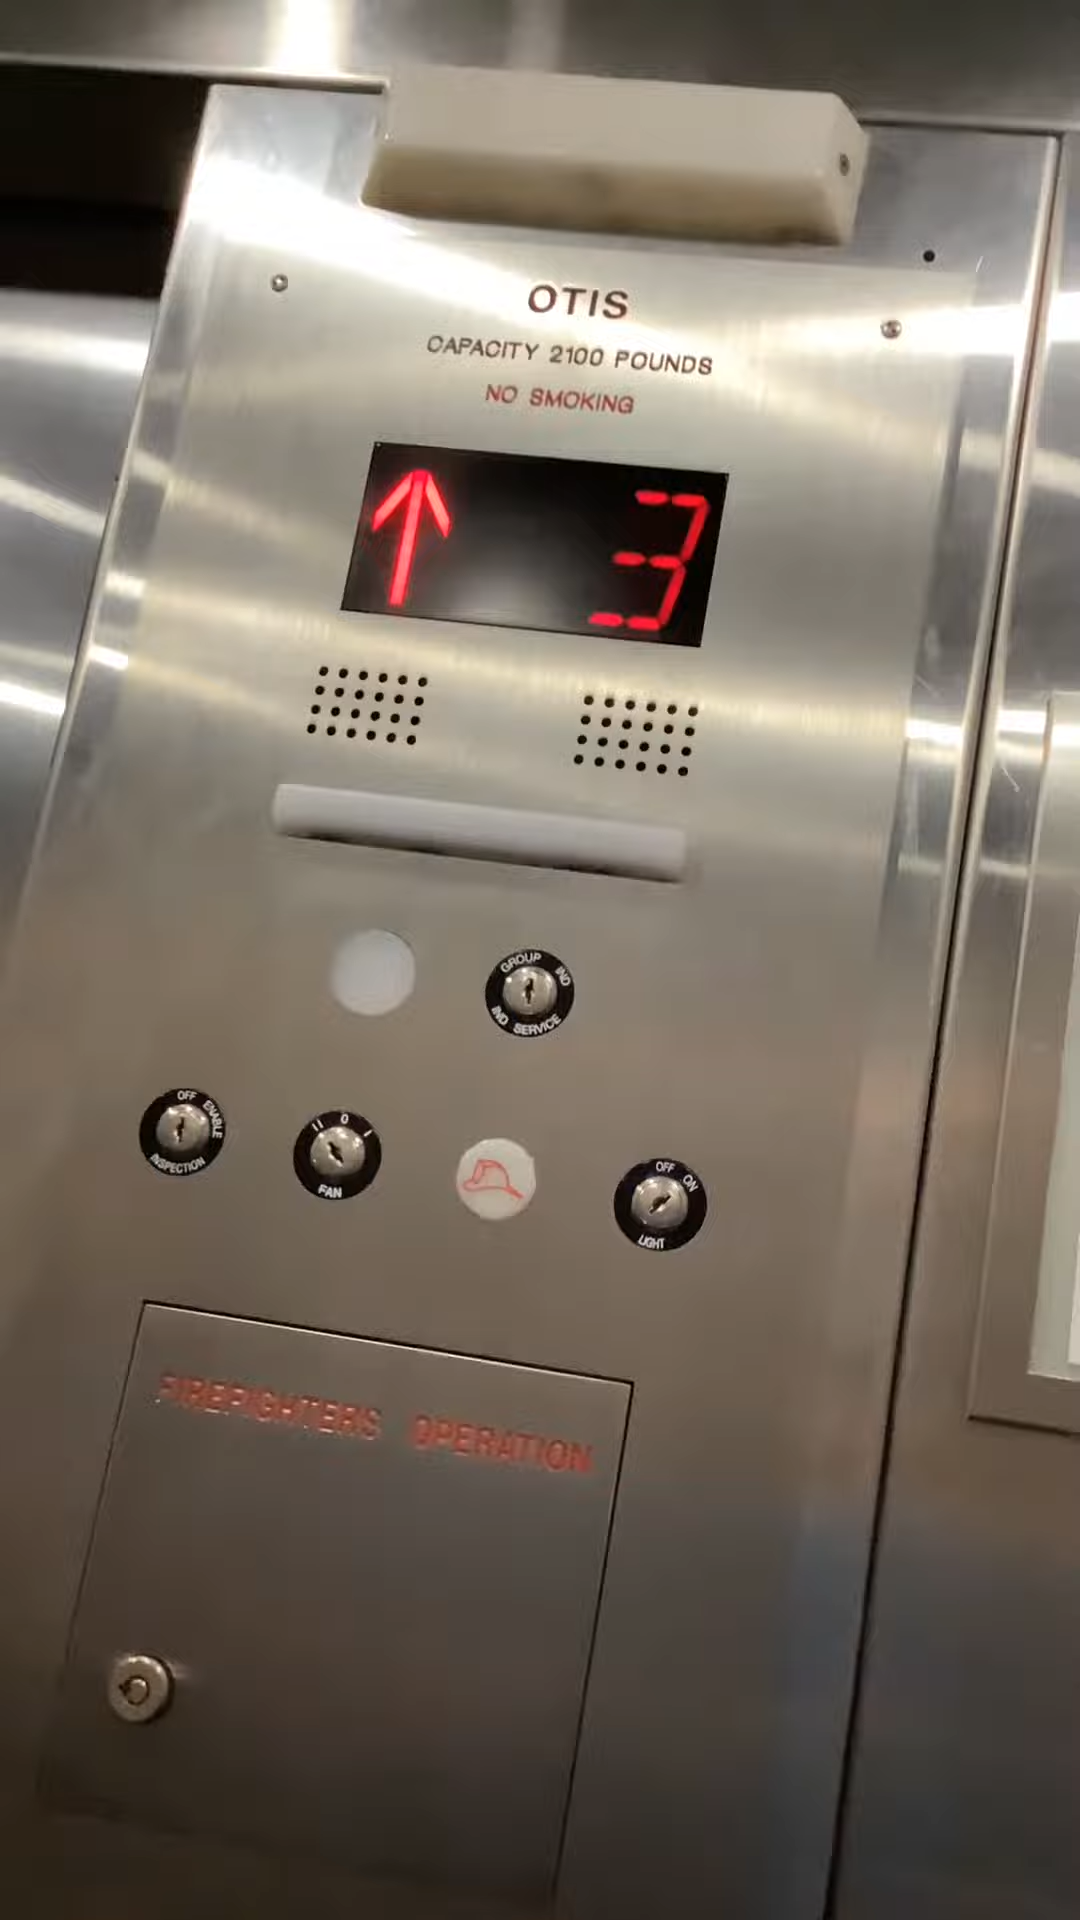 OTIS
CAPACITY 2100 POUNDS
NO SMOKING
3
GROUP IND
IND SERVICE
OFF ENABLE
INSPECTION
II 0 I
FAN
OFF ON
LIGHT
FIREFIGHTER'S OPERATION